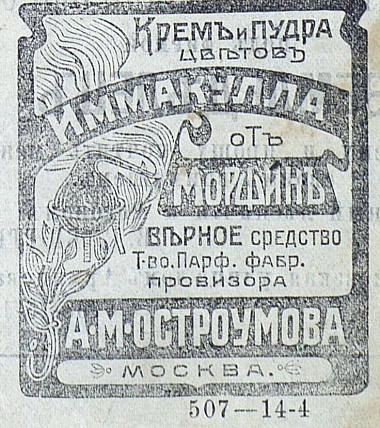 Кремъ и пудра
цвѣтовъ
Иммакулла
отъ
Морщинъ
Вѣрное средство
Т-во. Парф. фабр.
провизора
А·М·Остроумова
Москва.
507—14-4